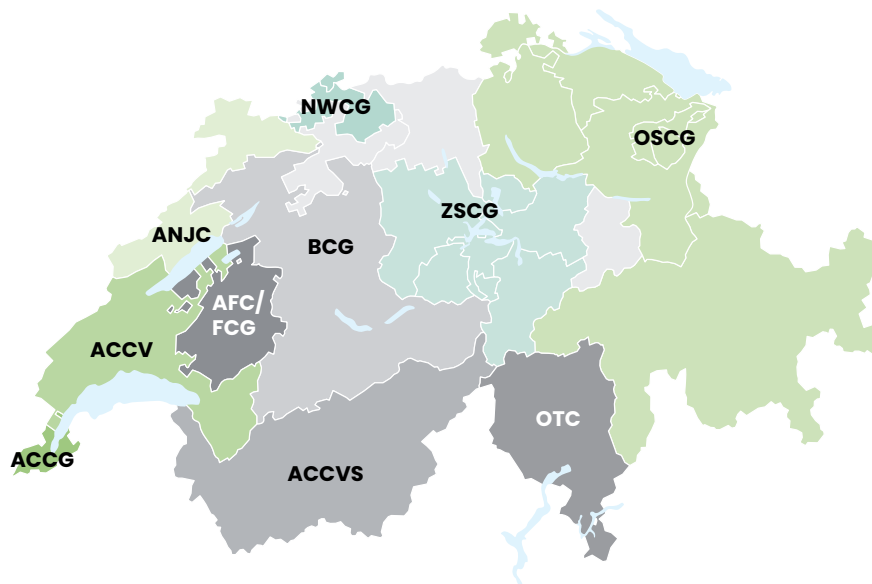 NWCG
OSCG
ZSCG
ANJC
BCG
AFC/
FCG
ACCV
OTC
ACCG
ACCVS